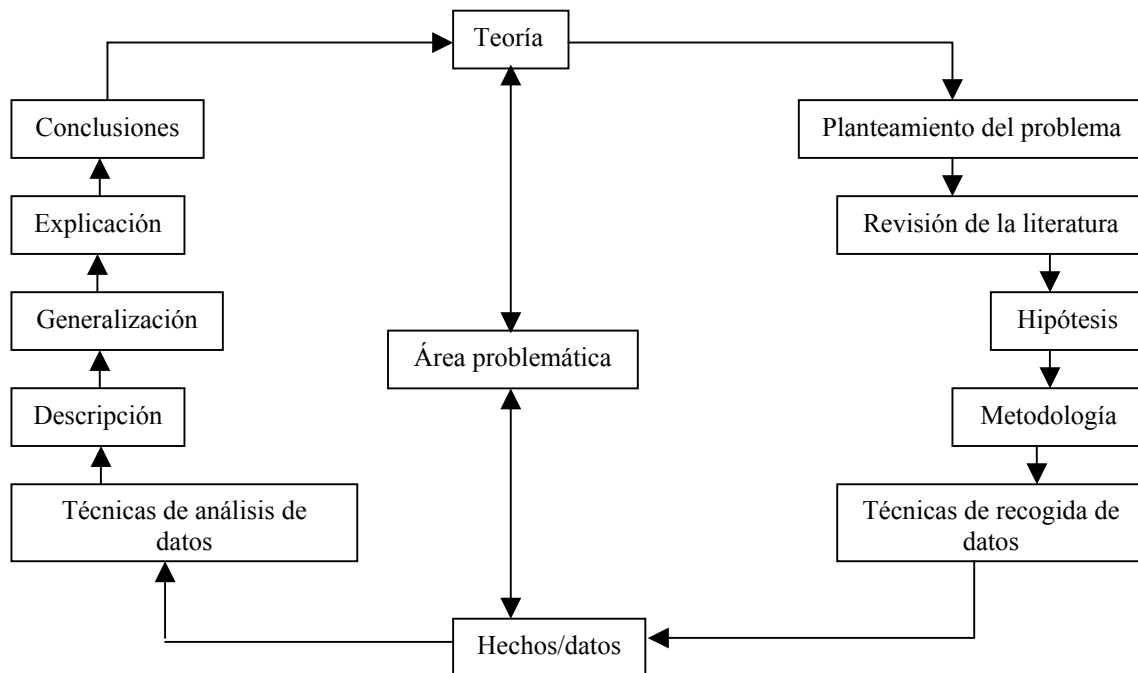 Teoría
Conclusiones
Planteamiento del problema
Explicación
Revisión de la literatura
Generalización
Hipótesis
Área problemática
Descripción
Metodología
Técnicas de análisis de
datos
Técnicas de recogida de
datos
Hechos/datos